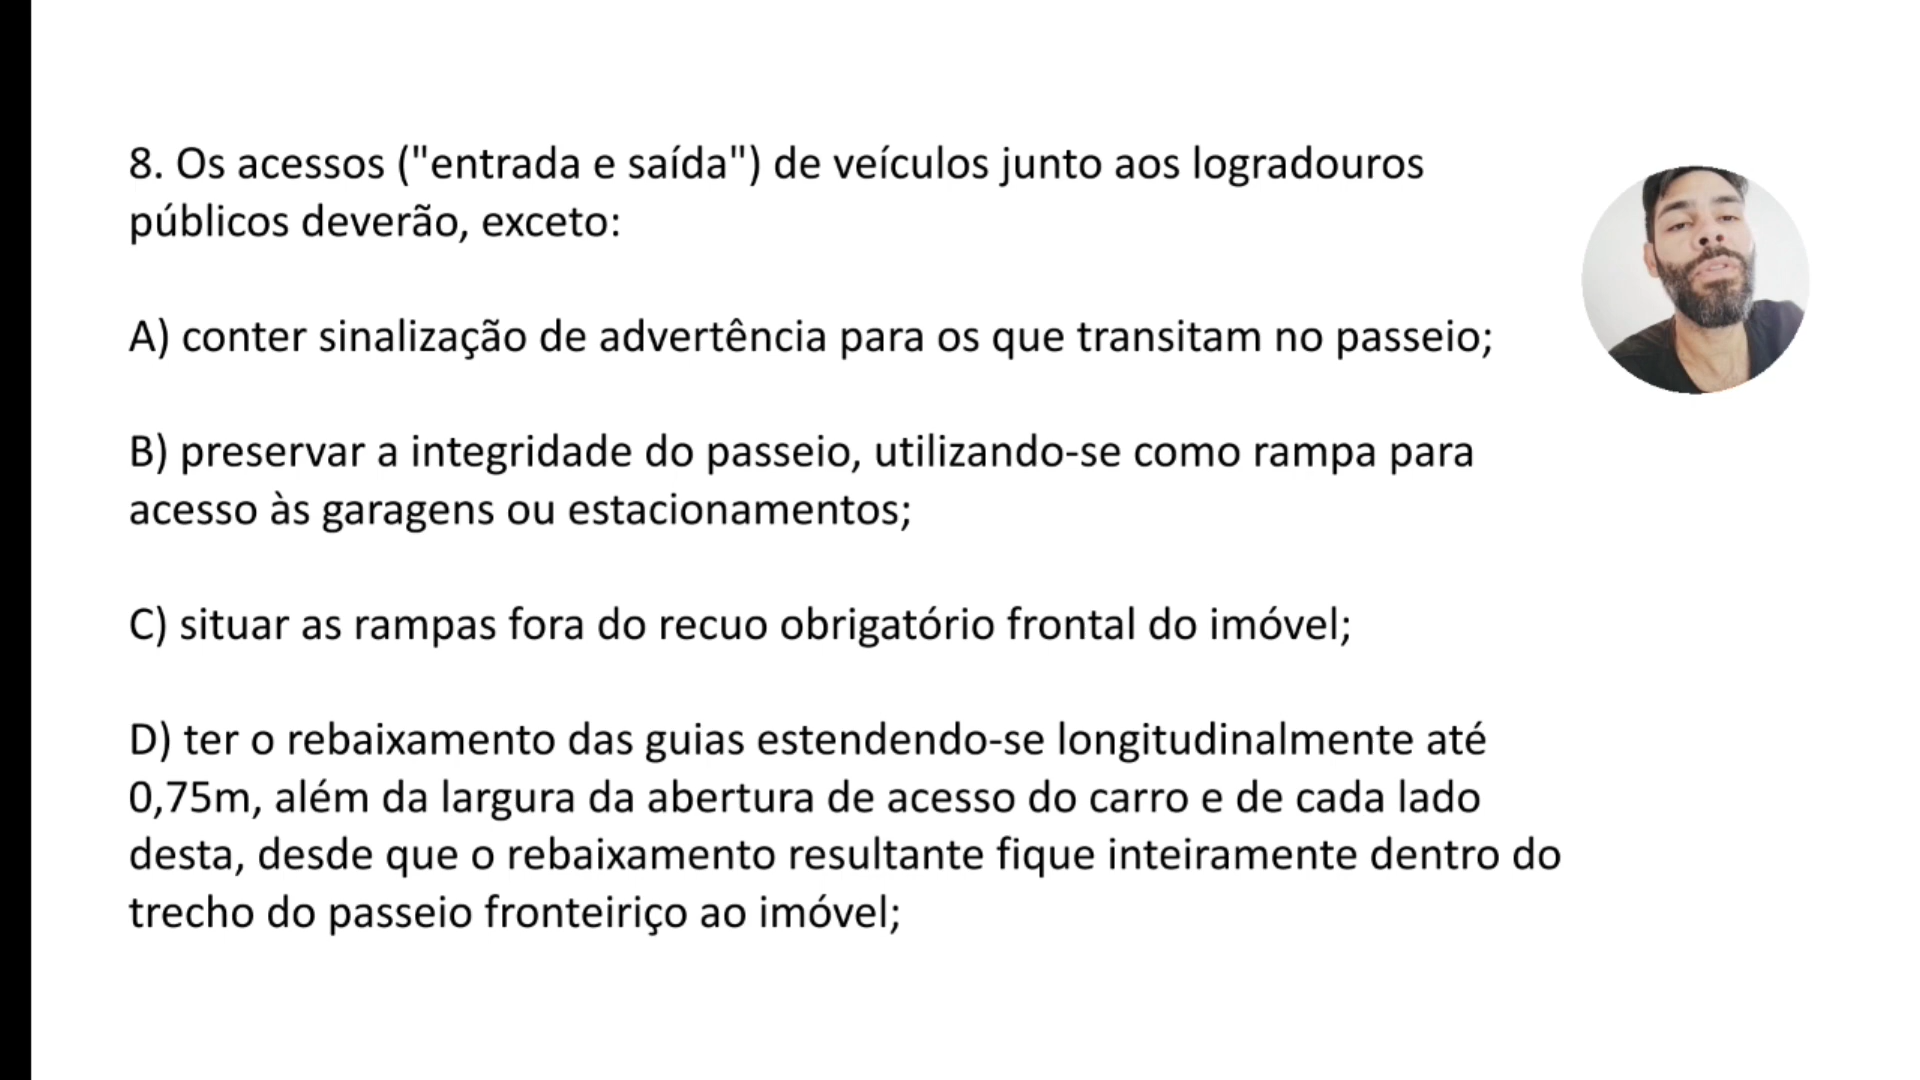 8. Os acessos ("entrada e saída") de veículos junto aos logradouros
públicos deverão, exceto:
A) conter sinalização de advertência para os que transitam no passeio;
B) preservar a integridade do passeio, utilizando-se como rampa para
acesso às garagens ou estacionamentos;
C) situar as rampas fora do recuo obrigatório frontal do imóvel;
D) ter o rebaixamento das guias estendendo-se longitudinalmente até
0,75m, além da largura da abertura de acesso do carro e de cada lado
desta, desde que o rebaixamento resultante fique inteiramente dentro do
trecho do passeio fronteiriço ao imóvel;